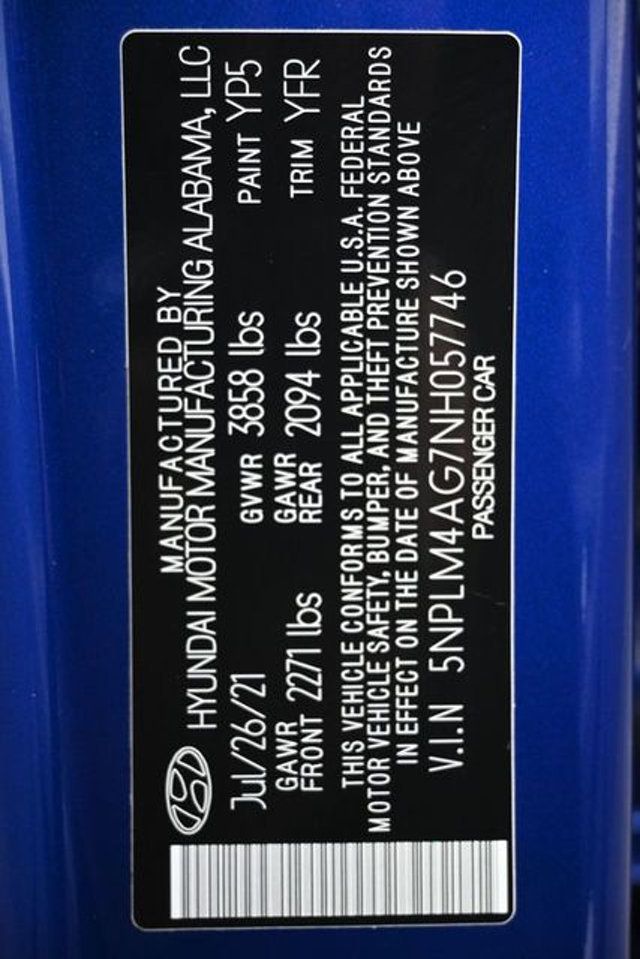 MANUFACTURED BY
HYUNDAI MOTOR MANUFACTURING ALABAMA, LLC
Jul/26/21 GVWR 3858 lbs PAINT YP5
GAWR FRONT 2271 lbs GAWR REAR 2094 lbs TRIM YFR
THIS VEHICLE CONFORMS TO ALL APPLICABLE U.S.A. FEDERAL
MOTOR VEHICLE SAFETY, BUMPER, AND THEFT PREVENTION STANDARDS
IN EFFECT ON THE DATE OF MANUFACTURE SHOWN ABOVE
V.I.N 5NPLM4AG7NH057746
PASSENGER CAR